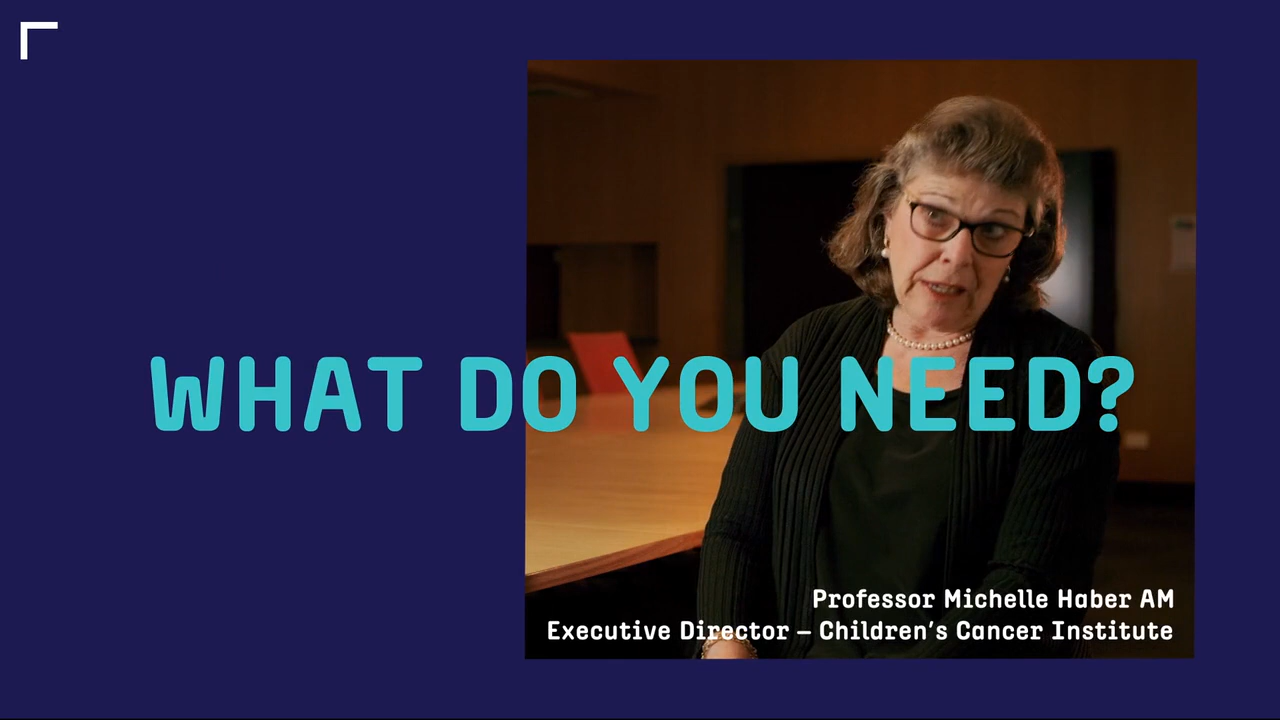 WHAT DO YOU NEED?
Professor Michelle Haber AM
Executive Director – Children's Cancer Institute